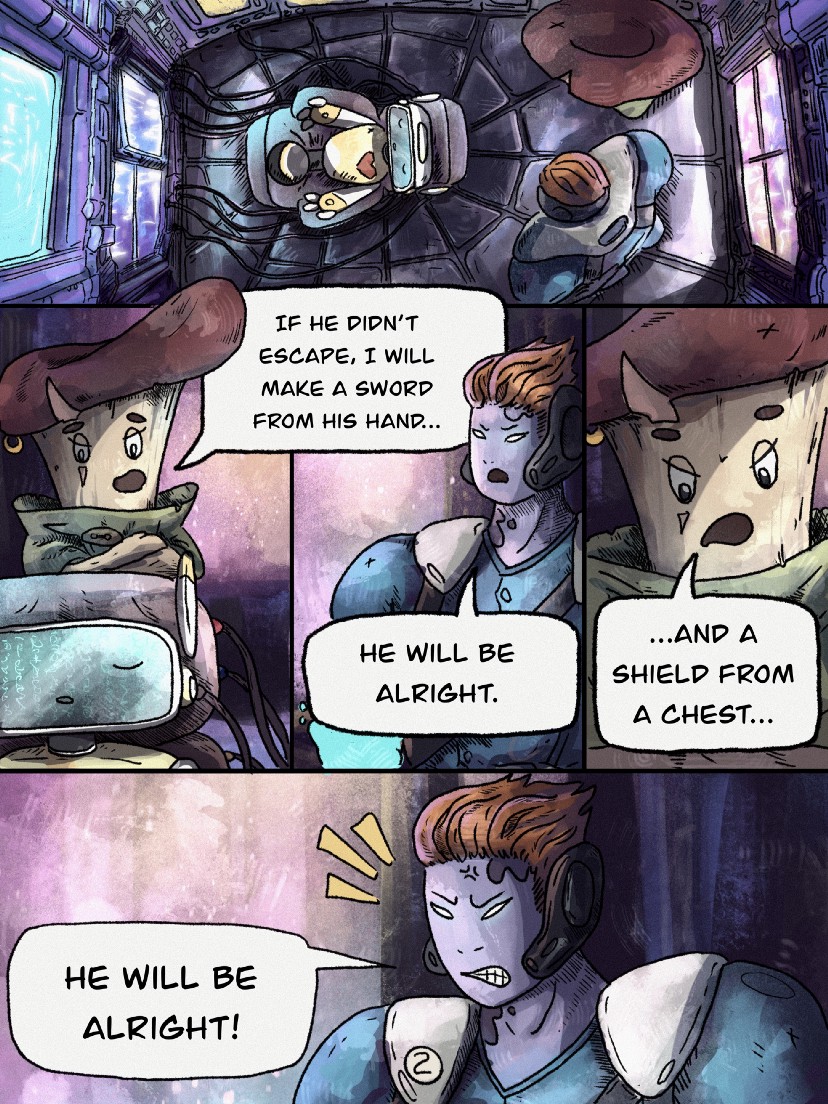 IF HE DIDN'T
ESCAPE, I WILL
MAKE A SWORD
FROM HIS HAND...
HE WILL BE
ALRIGHT.
...AND A
SHIELD FROM
A CHEST...
HE WILL BE
ALRIGHT!
2